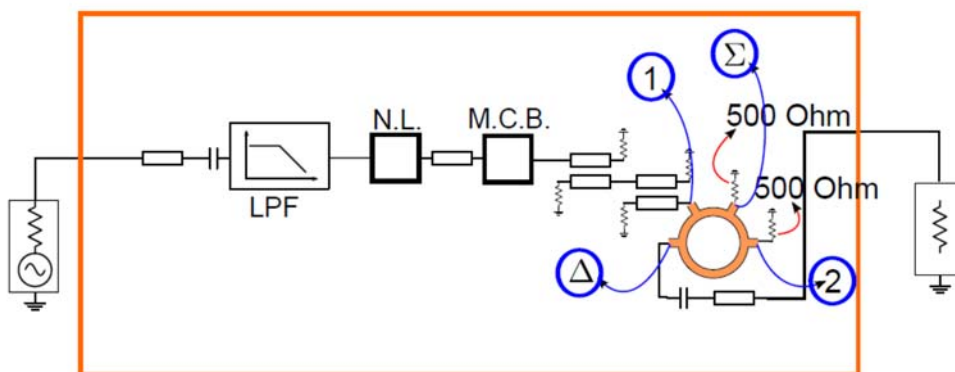 Σ
1
500 Ohm
N.L.
M.C.B.
500 Ohm
LPF
Δ
2